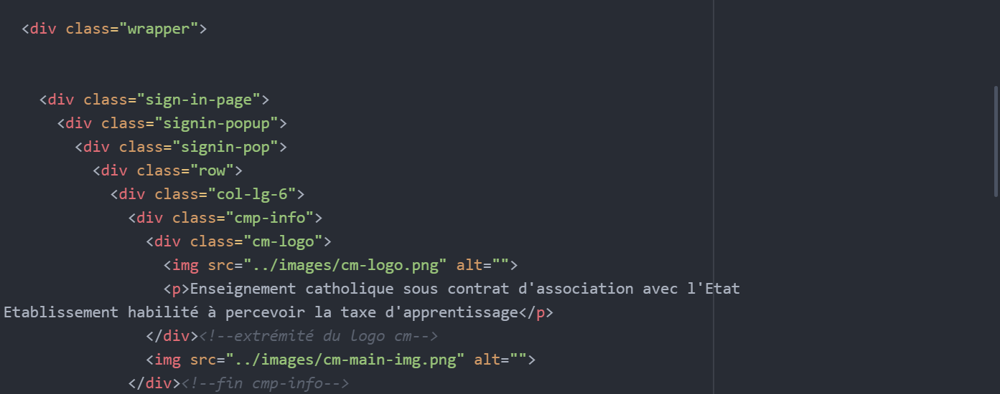 <div class="wrapper">
<div class="sign-in-page">
<div class="signin-popup">
<div class="signin-pop">
<div class="row">
<div class="col-lg-6">
<div class="cmp-info">
<div class="cm-logo">
<img src="../images/cm-logo.png" alt="">
<p>Enseignement catholique sous contrat d'association avec l'Etat
Etablissement habilité à percevoir la taxe d'apprentissage</p>
</div><!--extrémité du logo cm-->
<img src="../images/cm-main-img.png" alt="">
</div><!--fin cmp-info-->